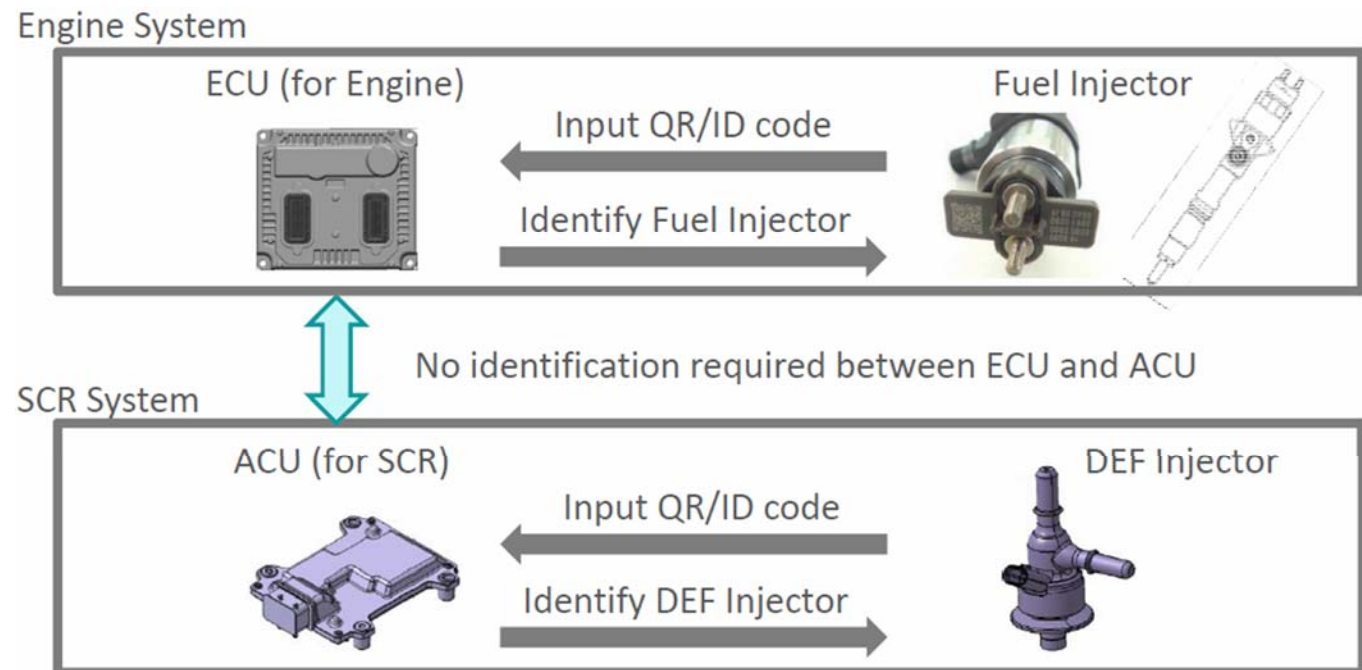 Engine System
ECU (for Engine)
Fuel Injector
Input QR/ID code
Identify Fuel Injector
No identification required between ECU and ACU
SCR System
ACU (for SCR)
DEF Injector
Input QR/ID code
Identify DEF Injector